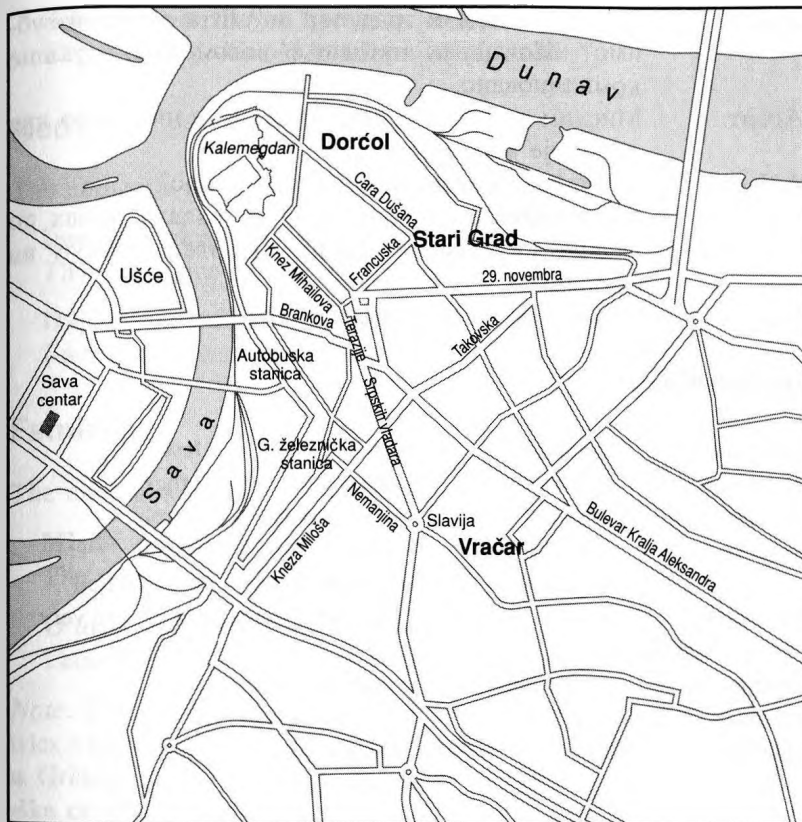 Dunav
Kalemegdan
Dorćol
Cara Dušana
Stari Grad
Ušće
Knez Mihailova
Francuska
29. novembra
Brankova
Terazije
Takovska
Autobuska
stanica
Sava
centar
Srpskih vladara
Sava
G. železnička
stanica
Nemanjina
Slavija
Vračar
Bulevar Kralja Aleksandra
Kneza Miloša
Note.